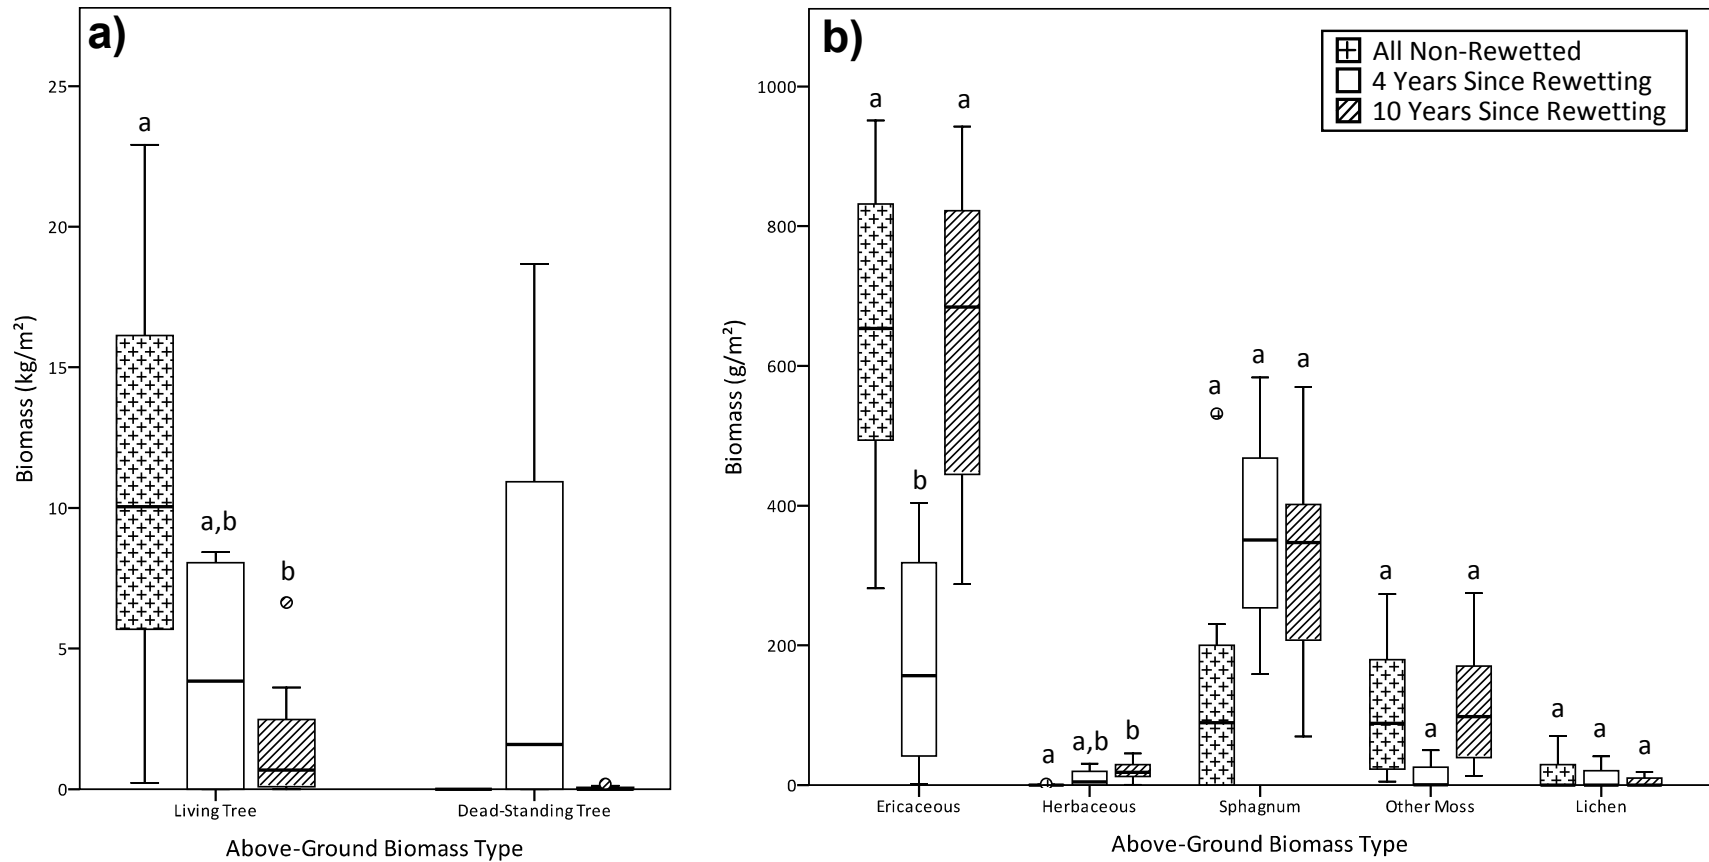 a)
Biomass (kg/m²)
25
20
15
10
5
0
a
a,b
b
Living Tree
Dead-Standing Tree
Above-Ground Biomass Type
b)
All Non-Rewetted
4 Years Since Rewetting
10 Years Since Rewetting
Biomass (g/m²)
1000
800
600
400
200
0
a
b
a
a
a,b
b
a
a
a
a
a
a
a
a
a
Ericaceous
Herbaceous
Sphagnum
Other Moss
Lichen
Above-Ground Biomass Type